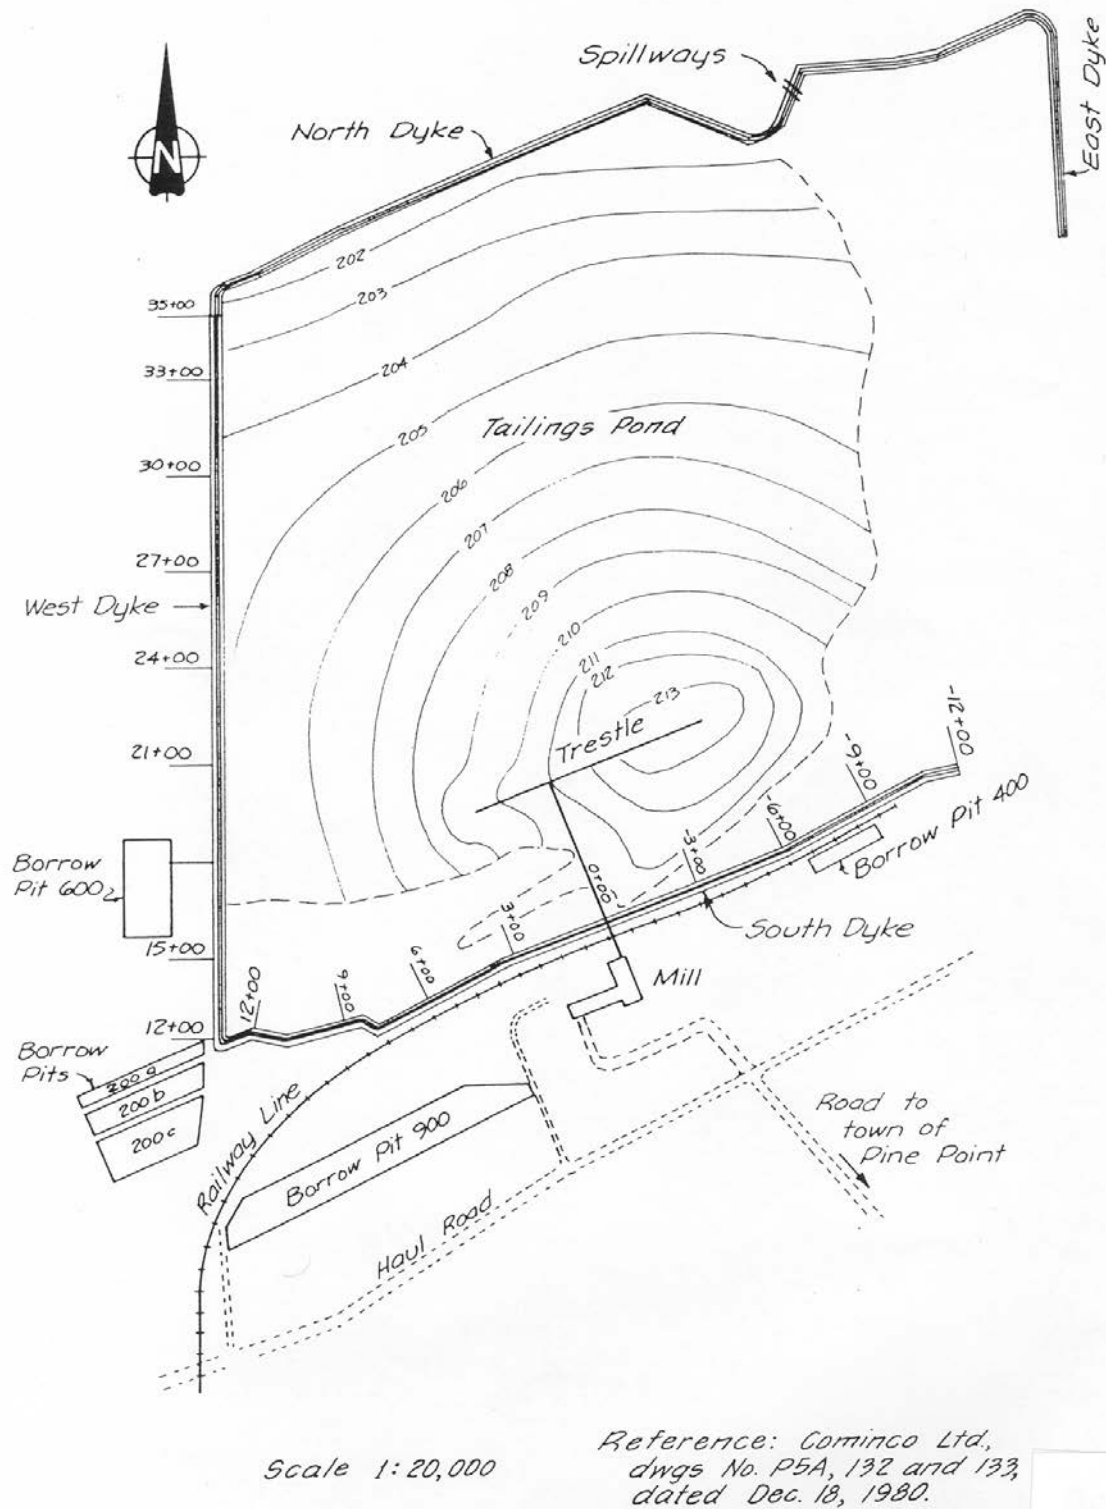 Spillways
East Dyke
North Dyke
N
202
203
204
205
206
207
208
209
210
211
212
213
35+00
33+00
30+00
27+00
24+00
21+00
15+00
12+00
West Dyke
Tailings Pond
Trestle
-12+00
-9+00
-6+00
-3+00
0+00
3+00
6+00
9+00
12+00
Borrow Pit 400
South Dyke
Borrow
Pit 600
Mill
Borrow
Pits
200 a
200 b
200 c
Railway Line
Borrow Pit 900
Haul Road
Road to
town of
Pine Point
Scale 1:20,000
Reference: Cominco Ltd.,
dwgs No. P5A, 132 and 133,
dated Dec. 18, 1980.